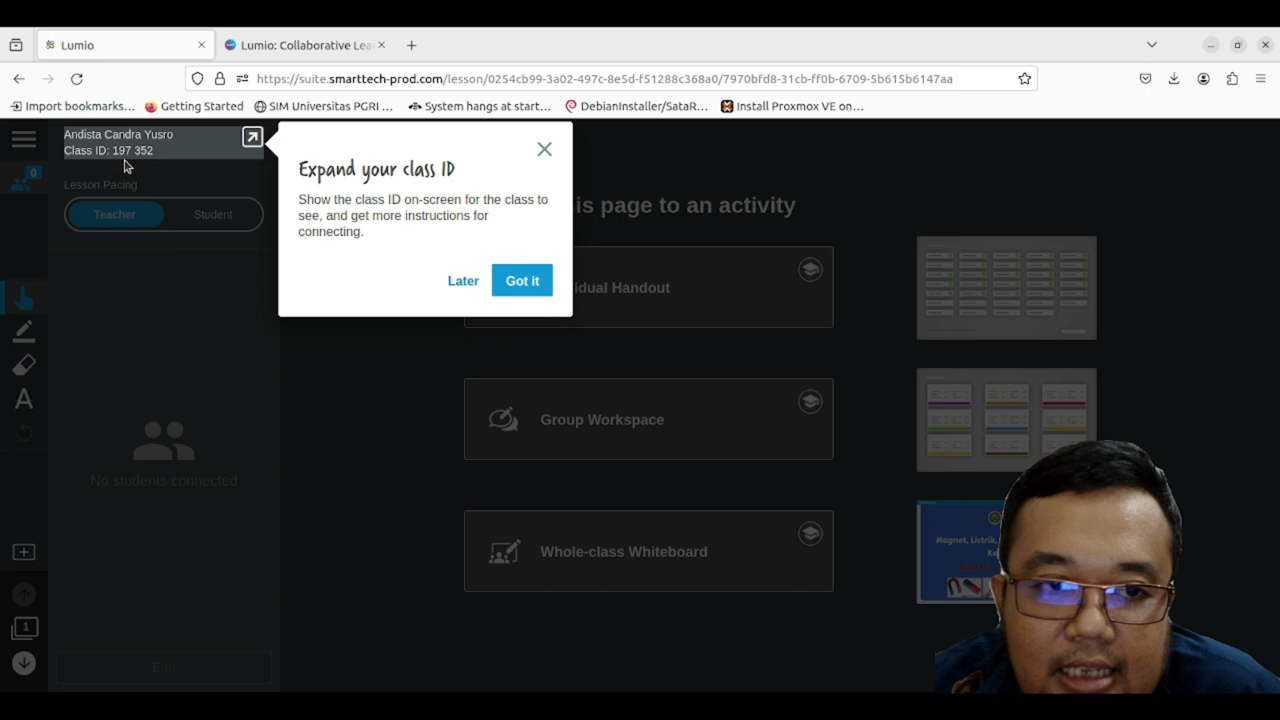 Lumio
Lumio: Collaborative Lea
https://suite.smarttech-prod.com/lesson/0254cb99-3a02-497c-8e5d-f51288c368a0/7970bfd8-31cb-ff0b-6709-5b615b6147aa
Import bookmarks...
Getting Started
SIM Universitas PGRI ...
System hangs at start...
DebianInstaller/SataR...
Install Proxmox VE on...
Andista Candra Yusro
Class ID: 197 352
0
Lesson Pacing
Teacher
Student
Expand your class ID
Show the class ID on-screen for the class to
see, and get more instructions for
connecting.
Later
Got it
is page to an activity
idual Handout
Group Workspace
Whole-class Whiteboard
No students connected
Magnet, Listrik,
1
Edit